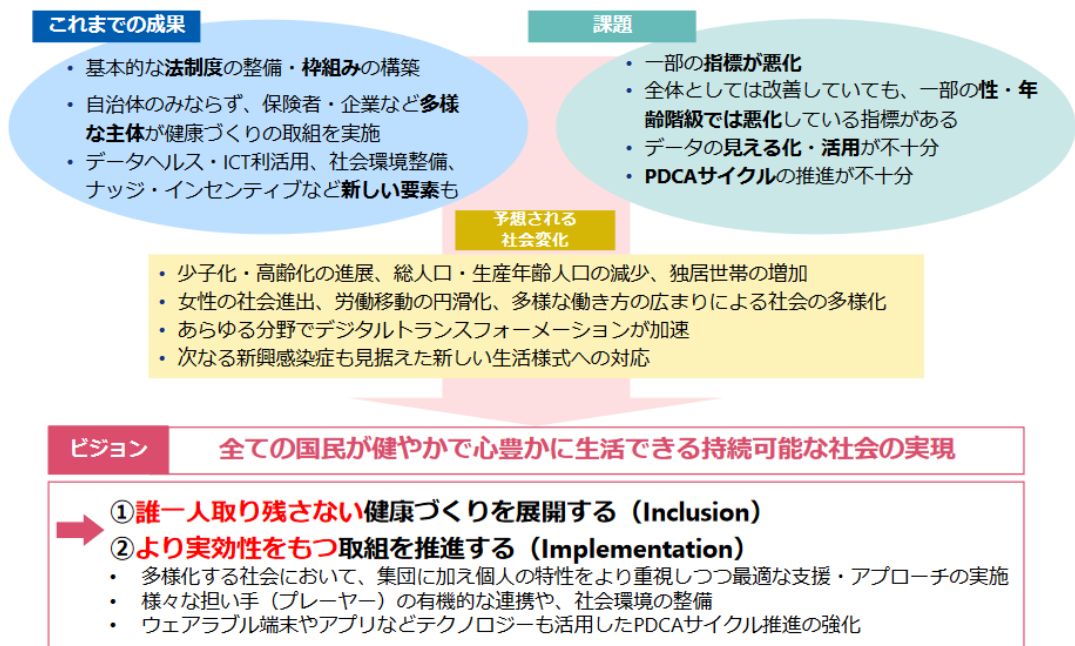 これまでの成果
• 基本的な法制度の整備・枠組みの構築
• 自治体のみならず、保険者・企業など多様
な主体が健康づくりの取組を実施
• データヘルス・ICT利活用、社会環境整備、
ナッジ・インセンティブなど新しい要素も
課題
• 一部の指標が悪化
• 全体としては改善していても、一部の性・年
齢階級では悪化している指標がある
• データの見える化・活用が不十分
• PDCAサイクルの推進が不十分
予想される
社会変化
• 少子化・高齢化の進展、総人口・生産年齢人口の減少、独居世帯の増加
• 女性の社会進出、労働移動の円滑化、多様な働き方の広まりによる社会の多様化
• あらゆる分野でデジタルトランスフォーメーションが加速
• 次なる新興感染症も見据えた新しい生活様式への対応
ビジョン
全ての国民が健やかで心豊かに生活できる持続可能な社会の実現
①誰一人取り残さない健康づくりを展開する（Inclusion）
②より実効性をもつ取組を推進する（Implementation）
• 多様化する社会において、集団に加え個人の特性をより重視しつつ最適な支援・アプローチの実施
• 様々な担い手（プレーヤー）の有機的な連携や、社会環境の整備
• ウェアラブル端末やアプリなどテクノロジーも活用したPDCAサイクル推進の強化